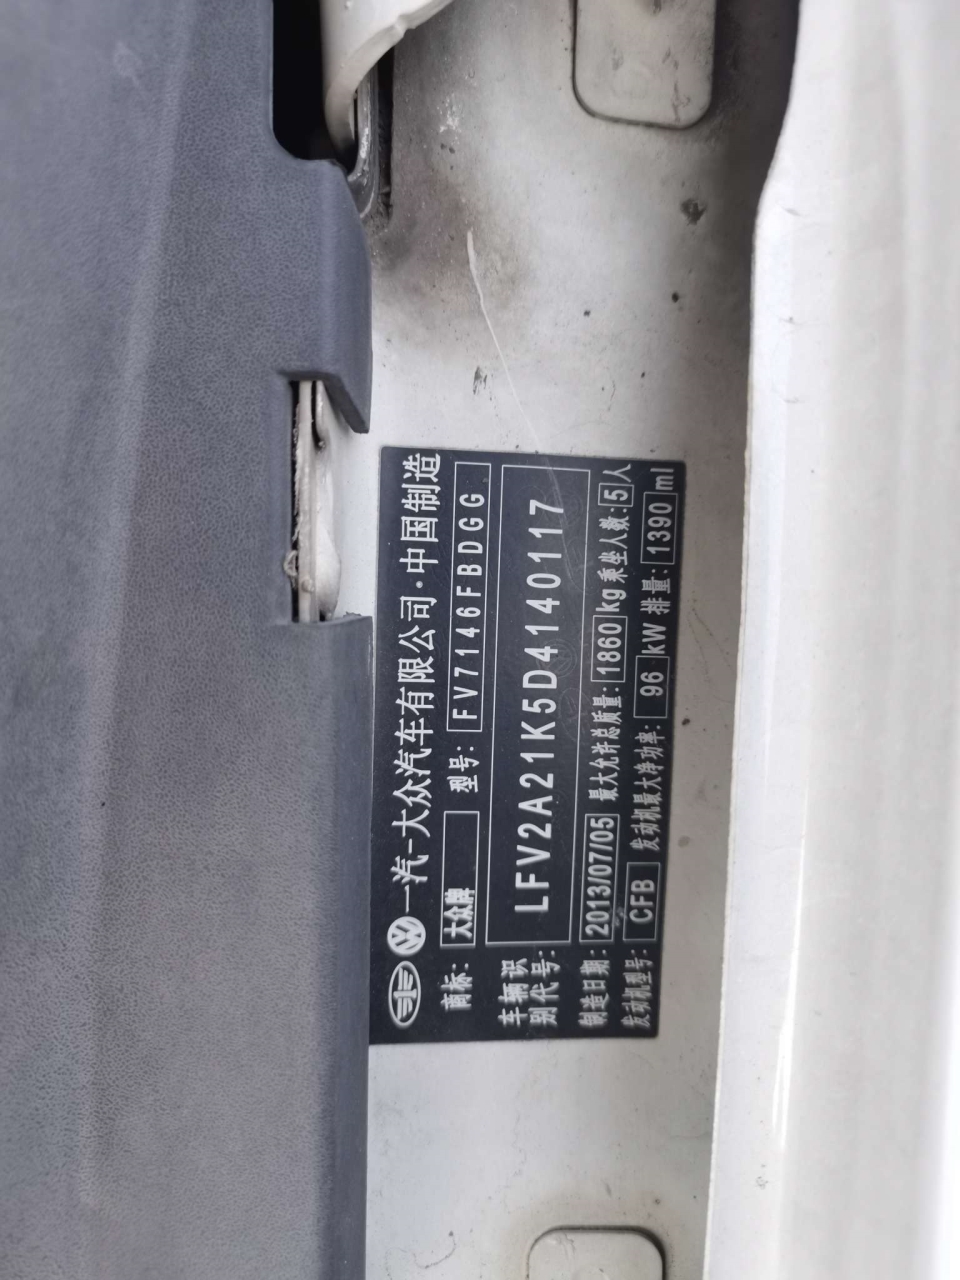 一汽-大众汽车有限公司·中国制造
商标: 大众牌 型号: FV7146FBDGG
车辆识别代号: LFV2A21K5D4140117
制造日期: 2013/07/05 最大允许总质量: 1860 kg 乘坐人数: 5 人
发动机型号: CFB 发动机最大净功率: 96 kW 排量: 1390 ml